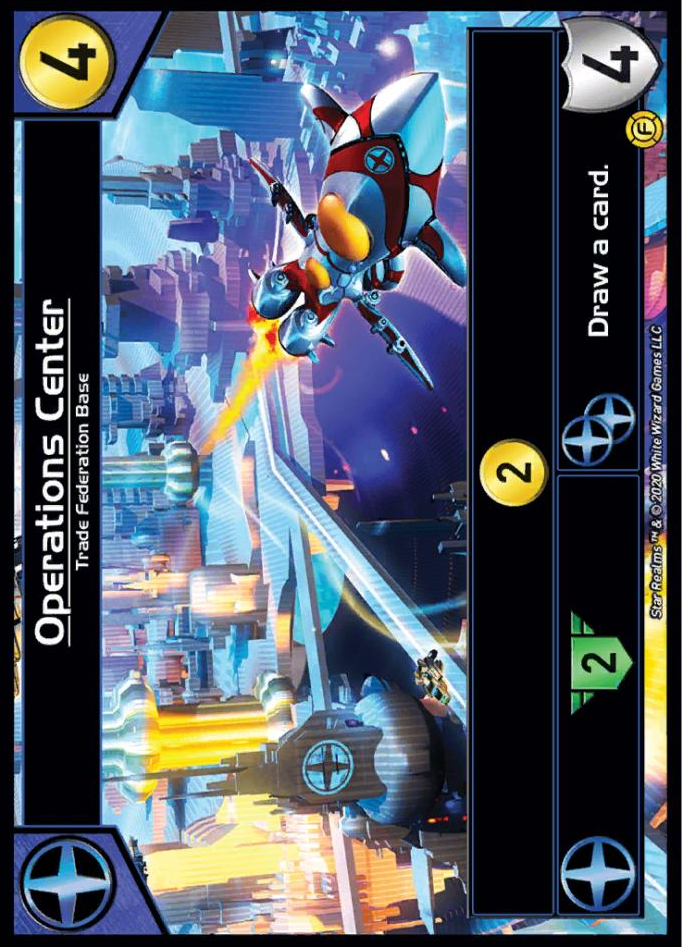 4
Operations Center
Trade Federation Base
2
2
Draw a card.
4
F
Star Realms™ & © 2020 White Wizard Games LLC